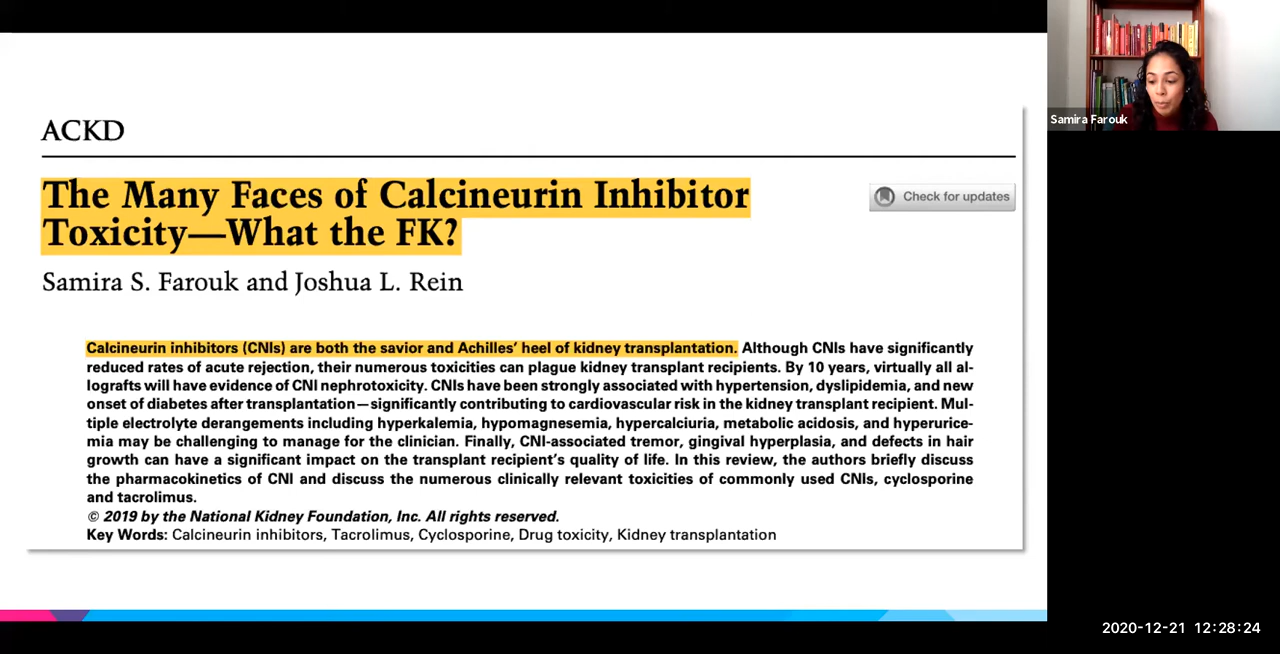 ACKD
The Many Faces of Calcineurin Inhibitor
Toxicity—What the FK?
Check for updates
Samira S. Farouk and Joshua L. Rein
Calcineurin inhibitors (CNIs) are both the savior and Achilles’ heel of kidney transplantation. Although CNIs have significantly
reduced rates of acute rejection, their numerous toxicities can plague kidney transplant recipients. By 10 years, virtually all al-
lografts will have evidence of CNI nephrotoxicity. CNIs have been strongly associated with hypertension, dyslipidemia, and new
onset of diabetes after transplantation—significantly contributing to cardiovascular risk in the kidney transplant recipient. Mul-
tiple electrolyte derangements including hyperkalemia, hypomagnesemia, hypercalciuria, metabolic acidosis, and hyperurice-
mia may be challenging to manage for the clinician. Finally, CNI-associated tremor, gingival hyperplasia, and defects in hair
growth can have a significant impact on the transplant recipient’s quality of life. In this review, the authors briefly discuss
the pharmacokinetics of CNI and discuss the numerous clinically relevant toxicities of commonly used CNIs, cyclosporine
and tacrolimus.
© 2019 by the National Kidney Foundation, Inc. All rights reserved.
Key Words: Calcineurin inhibitors, Tacrolimus, Cyclosporine, Drug toxicity, Kidney transplantation
Samira Farouk
2020-12-21 12:28:24